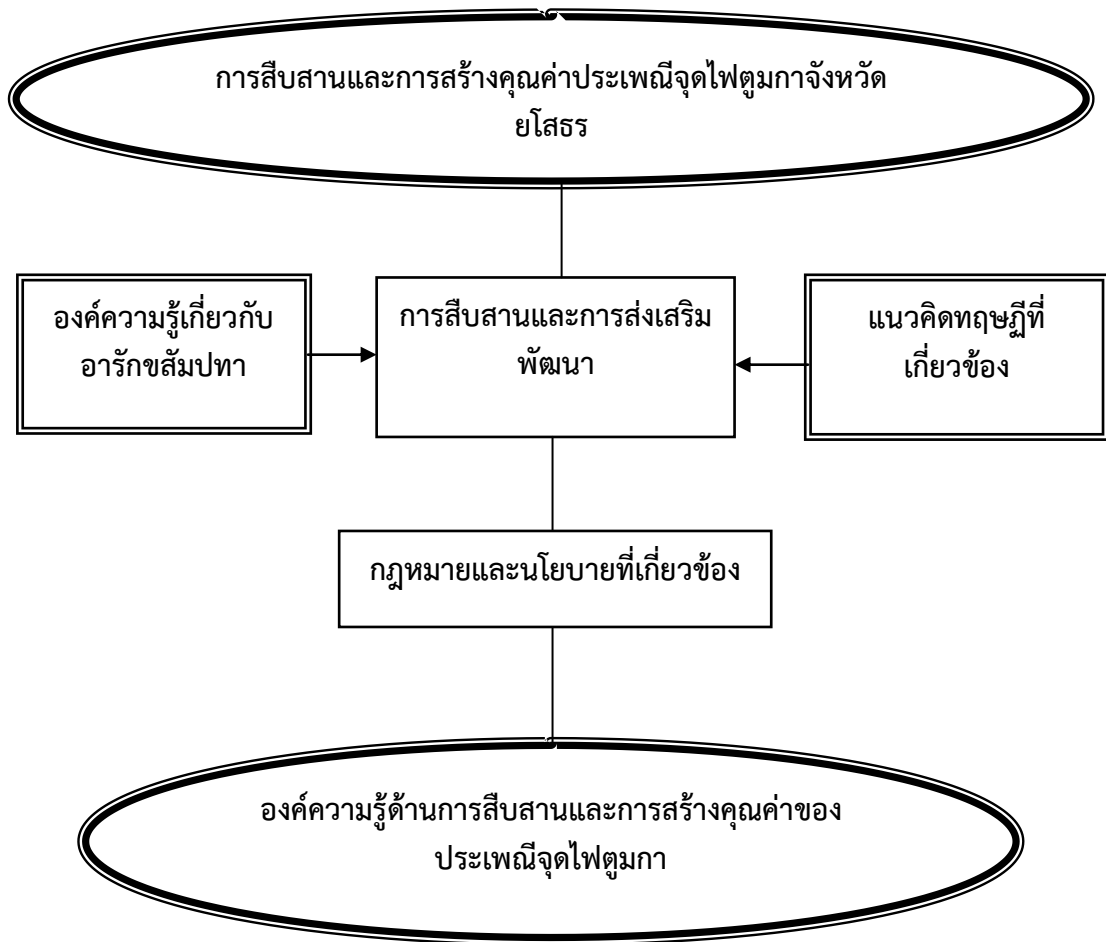 การสืบสานและการสร้างคุณค่าประเพณีจุดไฟตูมกาจังหวัด
ยโสธร
องค์ความรู้เกี่ยวกับ
อารักขสัมปทา
การสืบสานและการส่งเสริม
พัฒนา
แนวคิดทฤษฏีที่
เกี่ยวข้อง
กฎหมายและนโยบายที่เกี่ยวข้อง
องค์ความรู้ด้านการสืบสานและการสร้างคุณค่าของ
ประเพณีจุดไฟตูมกา